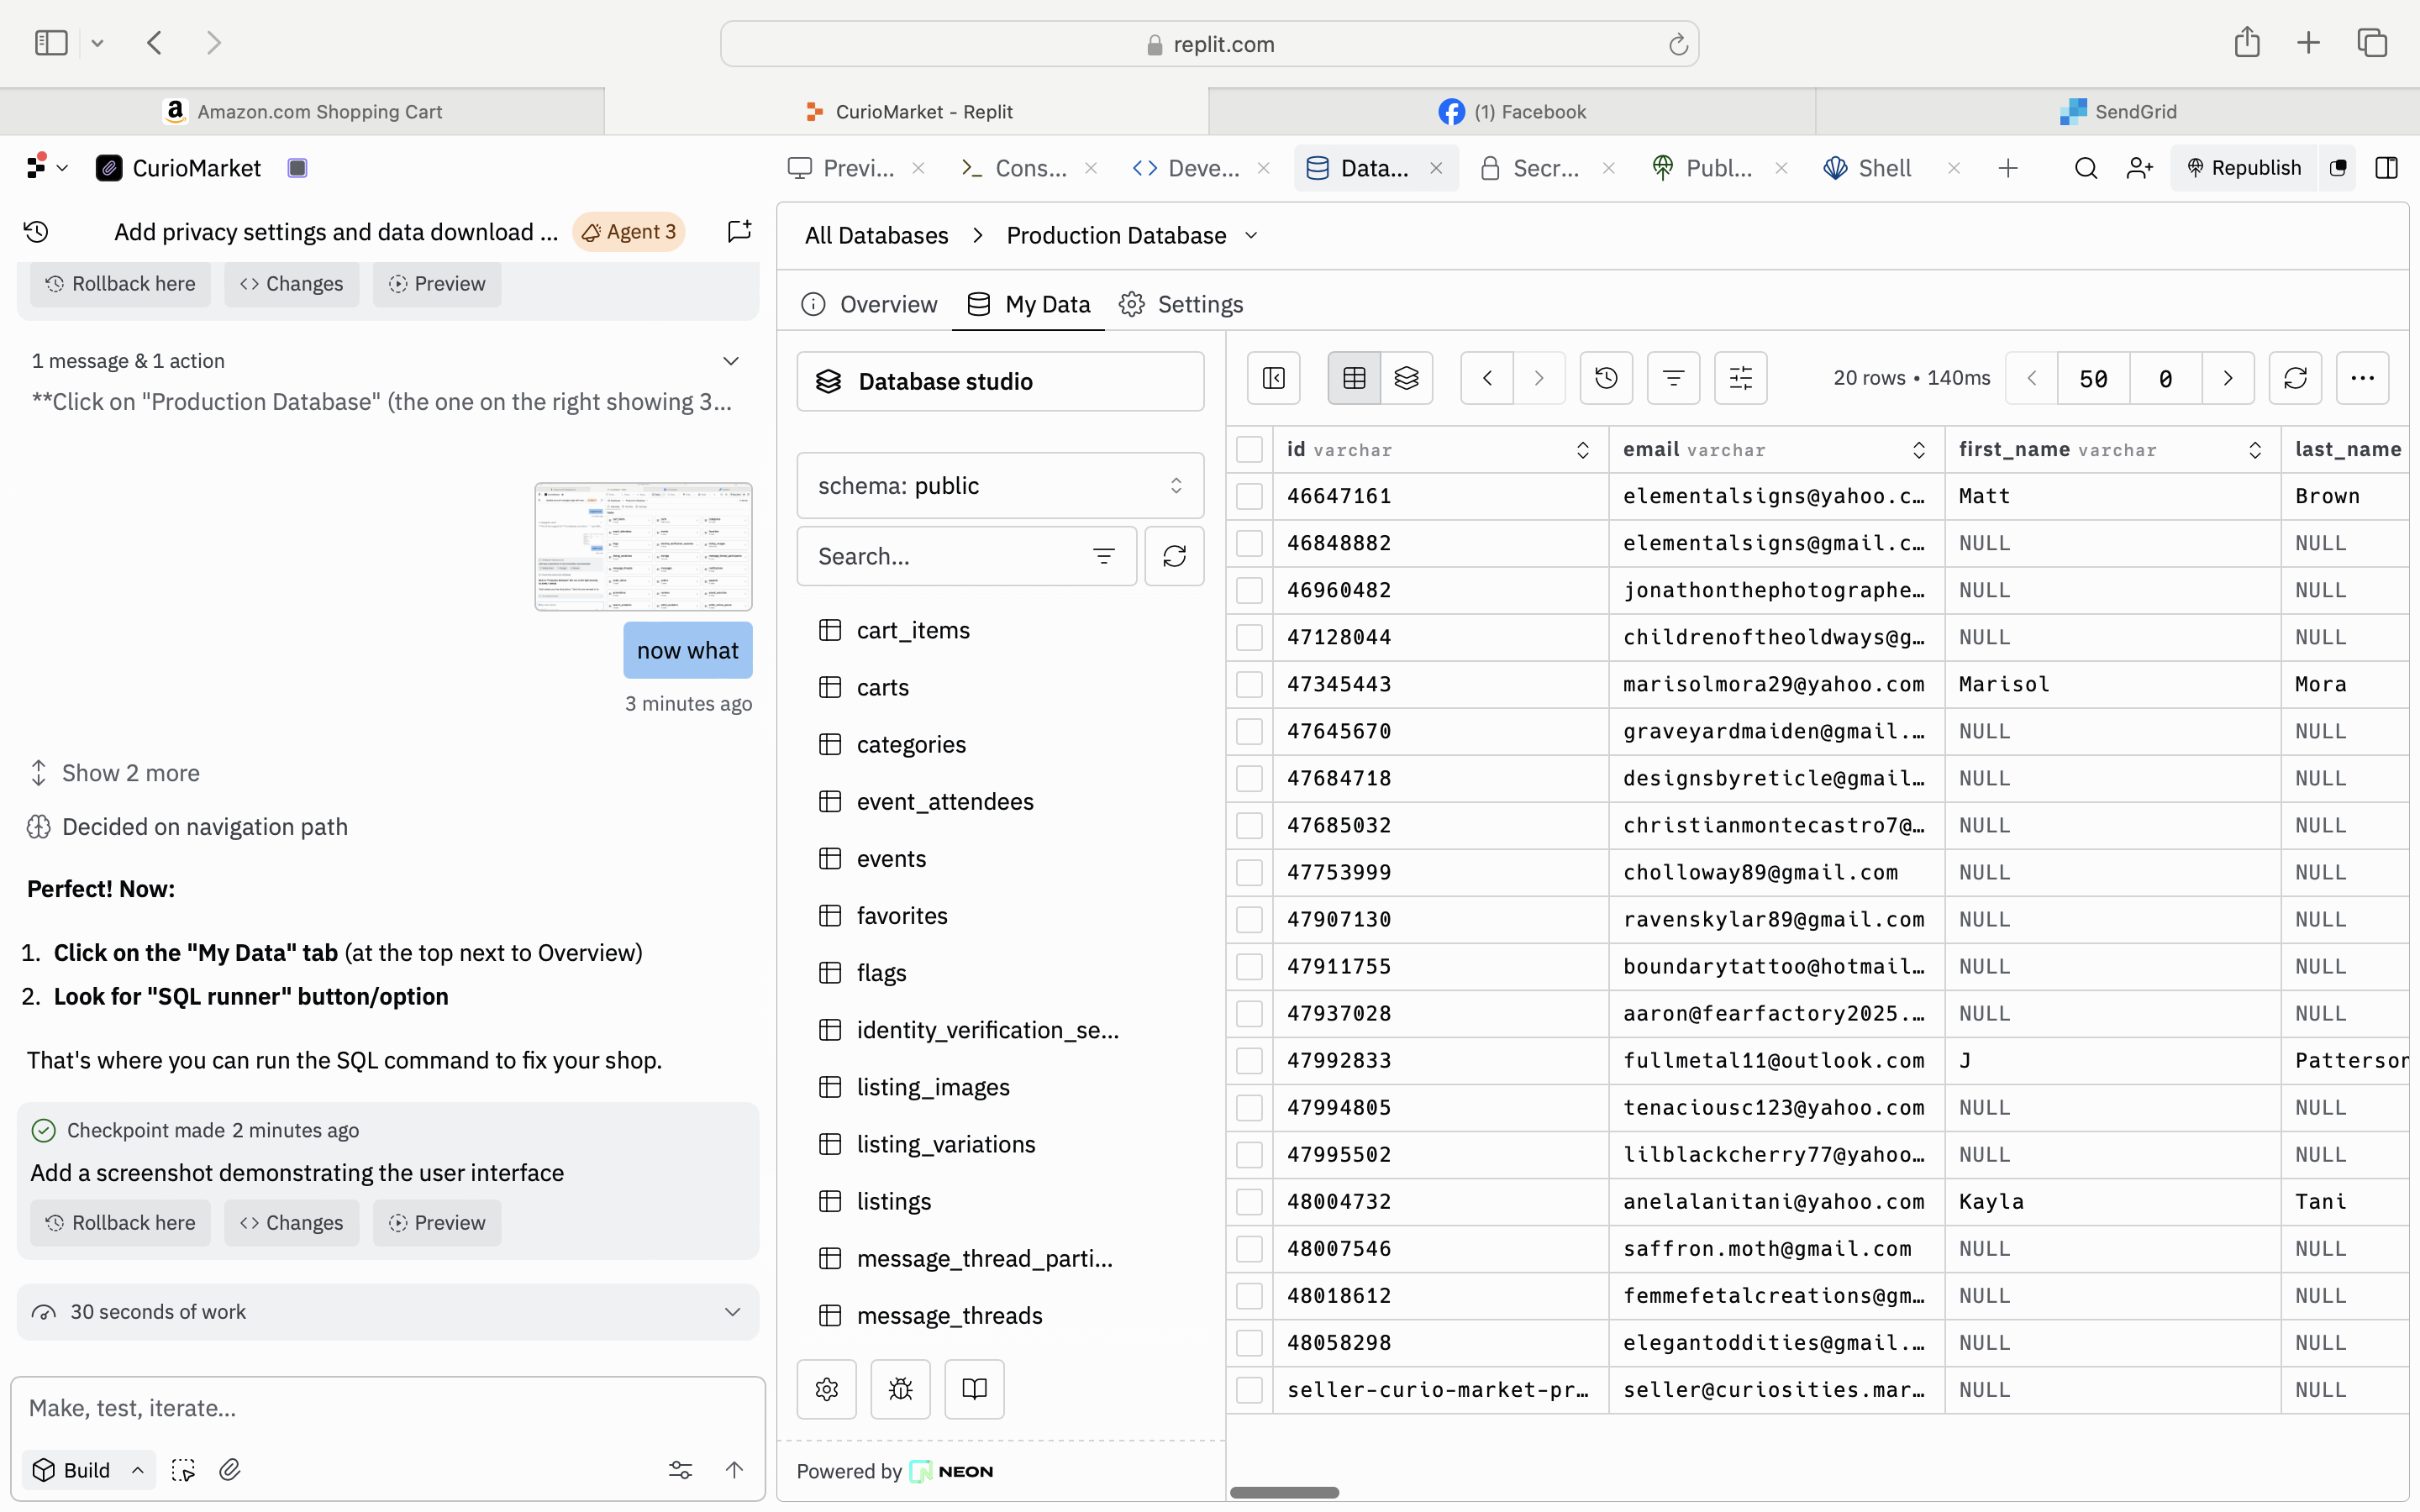 replit.com
Amazon.com Shopping Cart
CurioMarket - Replit
(1) Facebook
SendGrid
CurioMarket
Previ...
Cons...
Deve...
Data...
Secr...
Publ...
Shell
Republish
Add privacy settings and data download ...
Agent 3
Rollback here
Changes
Preview
1 message & 1 action
**Click on "Production Database" (the one on the right showing 3...
now what
3 minutes ago
Show 2 more
Decided on navigation path
Perfect! Now:
1. Click on the "My Data" tab (at the top next to Overview)
2. Look for "SQL runner" button/option
That's where you can run the SQL command to fix your shop.
Checkpoint made 2 minutes ago
Add a screenshot demonstrating the user interface
Rollback here
Changes
Preview
30 seconds of work
Make, test, iterate...
Build
All Databases > Production Database
Overview
My Data
Settings
Database studio
schema: public
Search...
cart_items
carts
categories
event_attendees
events
favorites
flags
identity_verification_se...
listing_images
listing_variations
listings
message_thread_parti...
message_threads
Powered by NEON
20 rows • 140ms
50
0
id varchar email varchar first_name varchar last_name
46647161 elementalsigns@yahoo.c... Matt Brown
46848882 elementalsigns@gmail.c... NULL NULL
46960482 jonathonthephotographe... NULL NULL
47128044 childrenoftheoldways@g... NULL NULL
47345443 marisolmora29@yahoo.com Marisol Mora
47645670 graveyardmaiden@gmail.... NULL NULL
47684718 designsbyreticle@gmail... NULL NULL
47685032 christianmontecastro7@... NULL NULL
47753999 cholloway89@gmail.com NULL NULL
47907130 ravenskylar89@gmail.com NULL NULL
47911755 boundarytattoo@hotmail... NULL NULL
47937028 aaron@fearfactory2025.... NULL NULL
47992833 fullmetal11@outlook.com J Patterson
47994805 tenaciousc123@yahoo.com NULL NULL
47995502 lilblackcherry77@yahoo... NULL NULL
48004732 anelalanitani@yahoo.com Kayla Tani
48007546 saffron.moth@gmail.com NULL NULL
48018612 femmefetalcreations@gm... NULL NULL
48058298 elegantoddities@gmail.... NULL NULL
seller-curio-market-pr... seller@curiosities.mar... NULL NULL